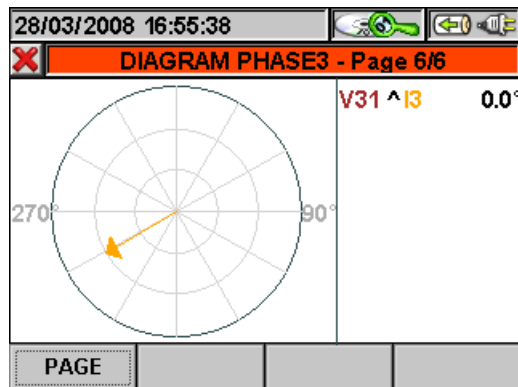 28/03/2008 16:55:38
DIAGRAM PHASE3 - Page 6/6
V31 ^ I3 0.0°
270°
90°
PAGE